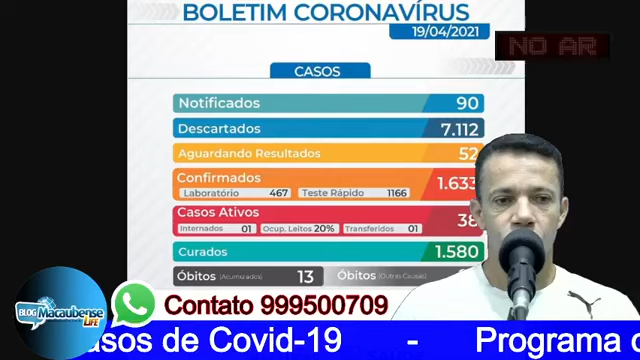 BOLETIM CORONAVÍRUS
19/04/2021
NO AR
CASOS
Notificados 90
Descartados 7.112
Aguardando Resultados 52
Confirmados 1.633
Laboratório 467 Teste Rápido 1166
Casos Ativos 38
Internados 01 Ocup. Leitos 20% Transferidos 01
Curados 1.580
Óbitos (Acumulados) 13 Óbitos (Outras Causas)
BLOG Macaubense LIFE
Contato 999500709
asos de Covid-19 - Programa